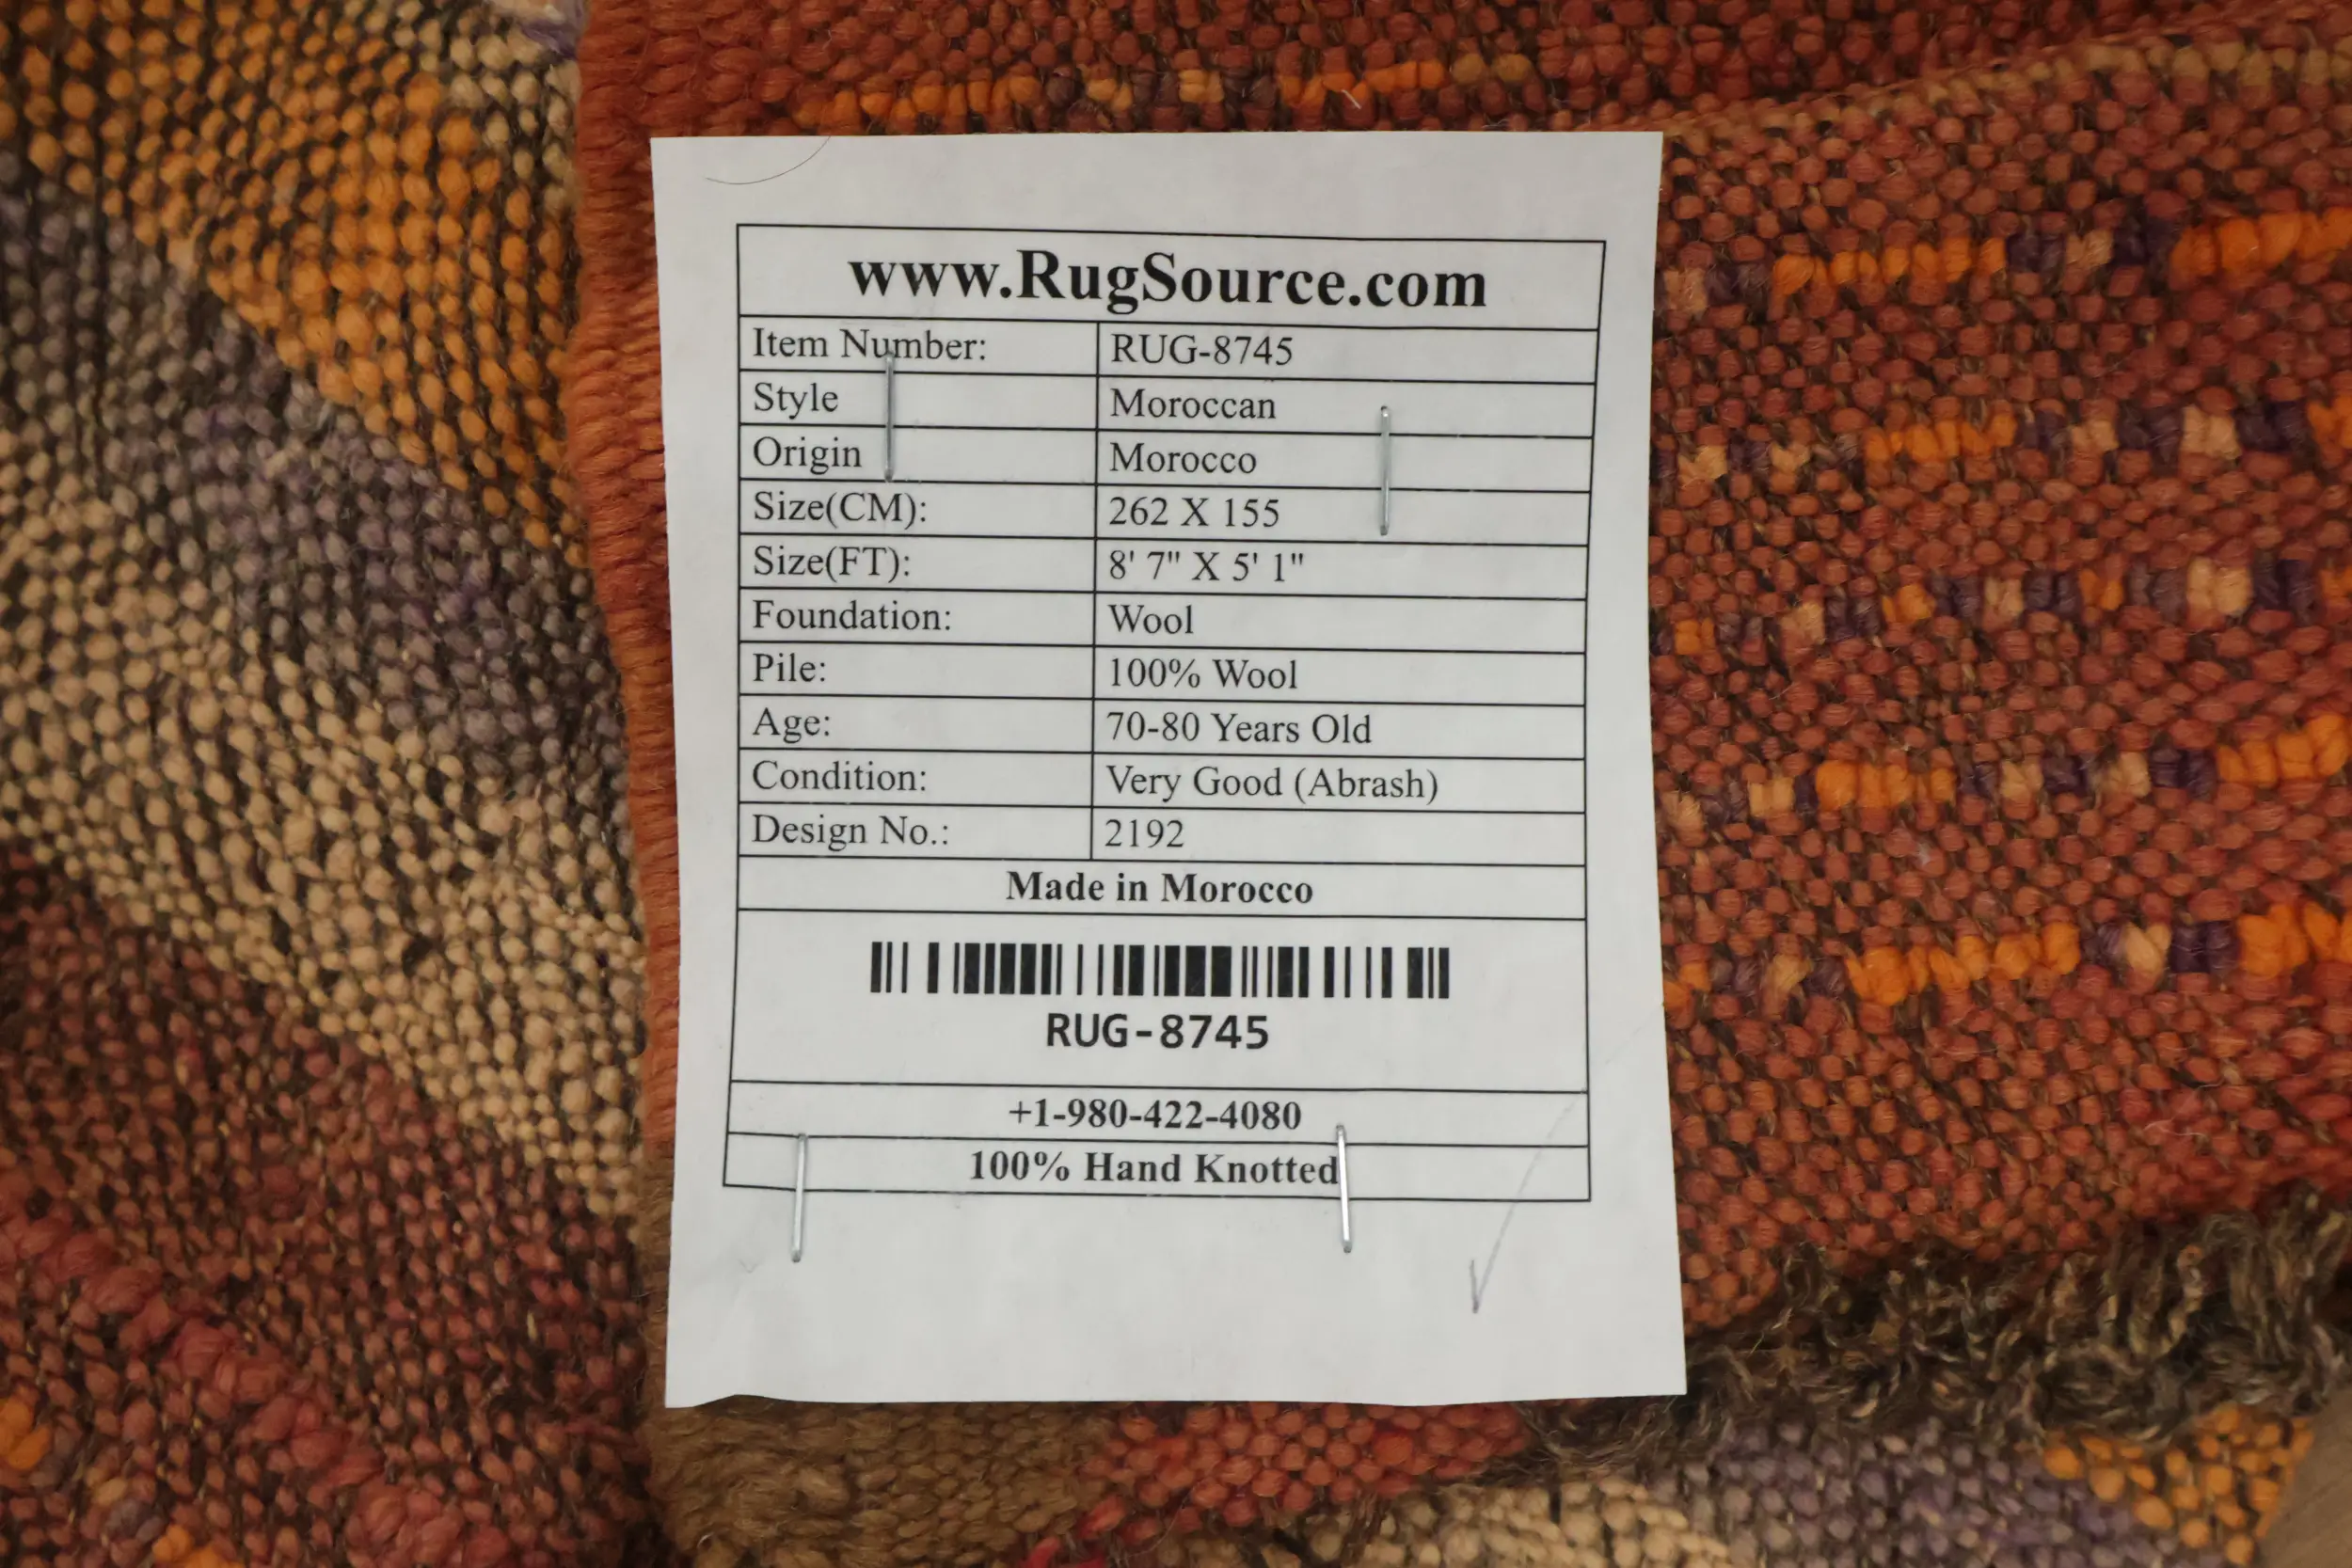 www.RugSource.com
Item Number: RUG-8745
Style Moroccan
Origin Morocco
Size(CM): 262 X 155
Size(FT): 8' 7" X 5' 1"
Foundation: Wool
Pile: 100% Wool
Age: 70-80 Years Old
Condition: Very Good (Abrash)
Design No.: 2192
Made in Morocco
RUG-8745
+1-980-422-4080
100% Hand Knotted